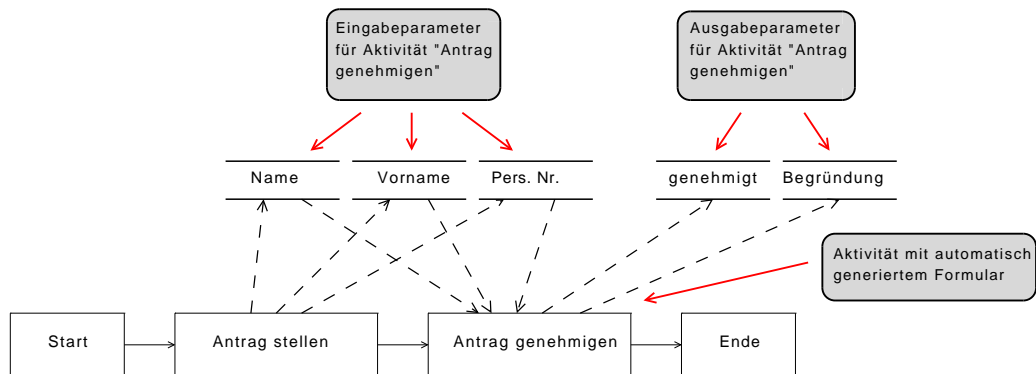 Eingabeparameter
für Aktivität "Antrag
genehmigen"
Ausgabeparameter
für Aktivität "Antrag
genehmigen"
Name
Vorname
Pers. Nr.
genehmigt
Begründung
Aktivität mit automatisch
generiertem Formular
Start
Antrag stellen
Antrag genehmigen
Ende